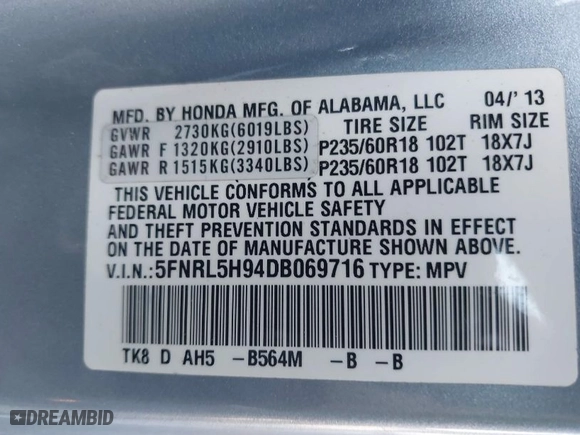 MFD. BY HONDA MFG. OF ALABAMA, LLC 04/'13
GVWR 2730KG(6019LBS) TIRE SIZE RIM SIZE
GAWR F 1320KG(2910LBS) P235/60R18 102T 18X7J
GAWR R 1515KG(3340LBS) P235/60R18 102T 18X7J
THIS VEHICLE CONFORMS TO ALL APPLICABLE
FEDERAL MOTOR VEHICLE SAFETY
AND THEFT PREVENTION STANDARDS IN EFFECT
ON THE DATE OF MANUFACTURE SHOWN ABOVE.
V.I.N.:5FNRL5H94DB069716 TYPE: MPV
TK8 D AH5 -B564M -B -B
DREAMBID